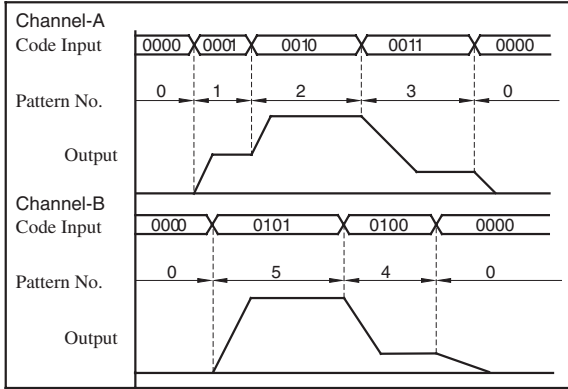 Channel-A
Code Input 0000 0001 0010 0011 0000
Pattern No. 0 1 2 3 0
Output
Channel-B
Code Input 0000 0101 0100 0000
Pattern No. 0 5 4 0
Output